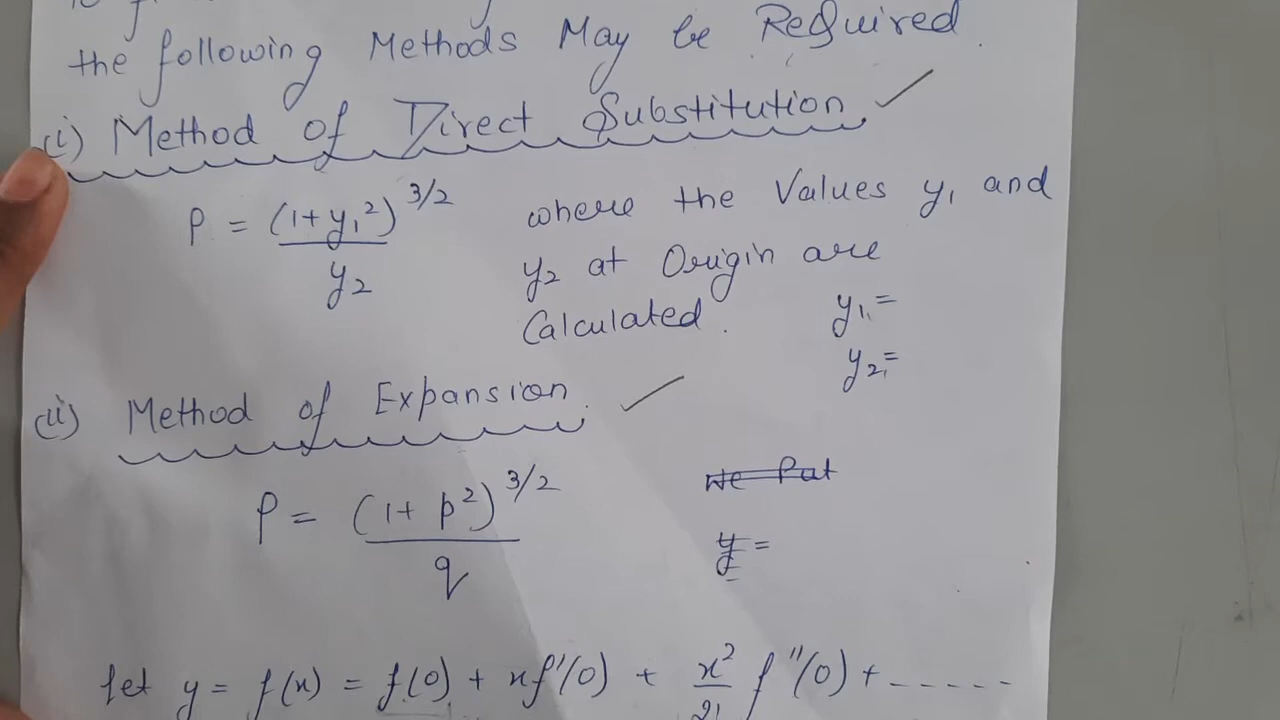 the following Methods May be Required.
(i) Method of Direct Substitution ✓
ρ = (1+y₁²)^3/2 / y₂ where the Values y₁ and
y₂ at Origin are
Calculated. y₁=
y₂=
(ii) Method of Expansion. ✓
ρ = (1+ p²)^3/2 / q
We Put
y =
let y = f(x) = f(0) + xf'(0) + x²/2! f''(0) + -----